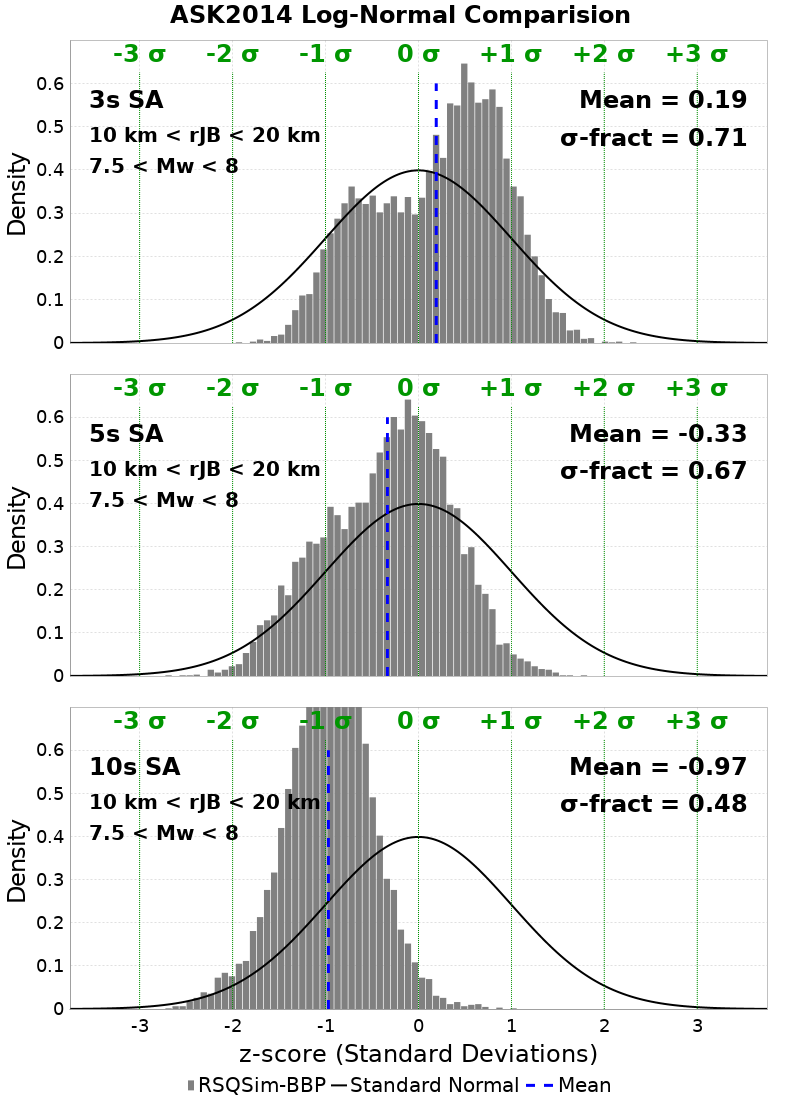 ASK2014 Log-Normal Comparision
-3 σ -2 σ -1 σ 0 σ +1 σ +2 σ +3 σ
3s SA
10 km < rJB < 20 km
7.5 < Mw < 8
Mean = 0.19
σ-fract = 0.71
Density
0.6
0.5
0.4
0.3
0.2
0.1
0
-3 σ -2 σ -1 σ 0 σ +1 σ +2 σ +3 σ
5s SA
10 km < rJB < 20 km
7.5 < Mw < 8
Mean = -0.33
σ-fract = 0.67
Density
0.6
0.5
0.4
0.3
0.2
0.1
0
-3 σ -2 σ -1 σ 0 σ +1 σ +2 σ +3 σ
10s SA
10 km < rJB < 20 km
7.5 < Mw < 8
Mean = -0.97
σ-fract = 0.48
Density
0.6
0.5
0.4
0.3
0.2
0.1
0
-3 -2 -1 0 1 2 3
z-score (Standard Deviations)
RSQSim-BBP Standard Normal Mean